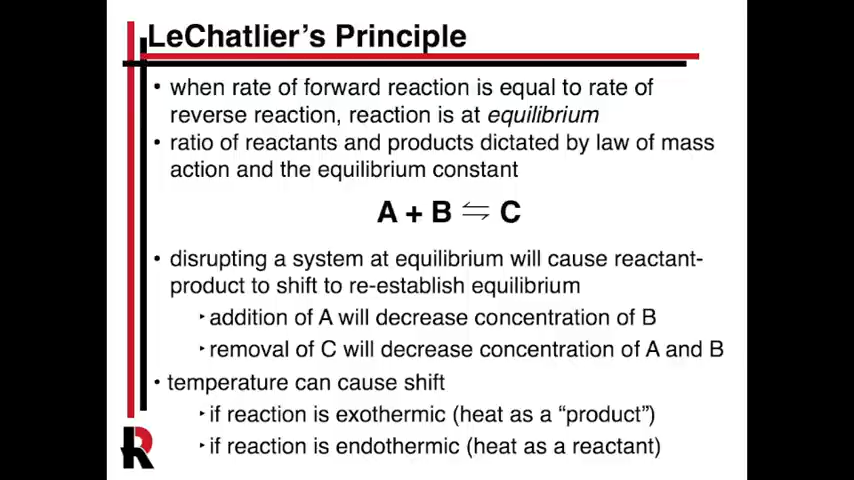 LeChatlier's Principle
• when rate of forward reaction is equal to rate of
reverse reaction, reaction is at equilibrium
• ratio of reactants and products dictated by law of mass
action and the equilibrium constant
A + B ⇋ C
• disrupting a system at equilibrium will cause reactant-
product to shift to re-establish equilibrium
‣ addition of A will decrease concentration of B
‣ removal of C will decrease concentration of A and B
• temperature can cause shift
‣ if reaction is exothermic (heat as a “product”)
‣ if reaction is endothermic (heat as a reactant)
R